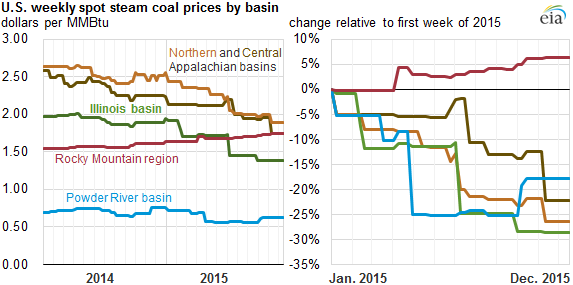 U.S. weekly spot steam coal prices by basin
dollars per MMBtu
change relative to first week of 2015
eia
3.00
2.50
2.00
1.50
1.00
0.50
0.00
Northern and Central
Appalachian basins
Illinois basin
Rocky Mountain region
Powder River basin
2014
2015
10%
5%
0%
-5%
-10%
-15%
-20%
-25%
-30%
-35%
Jan. 2015
Dec. 2015